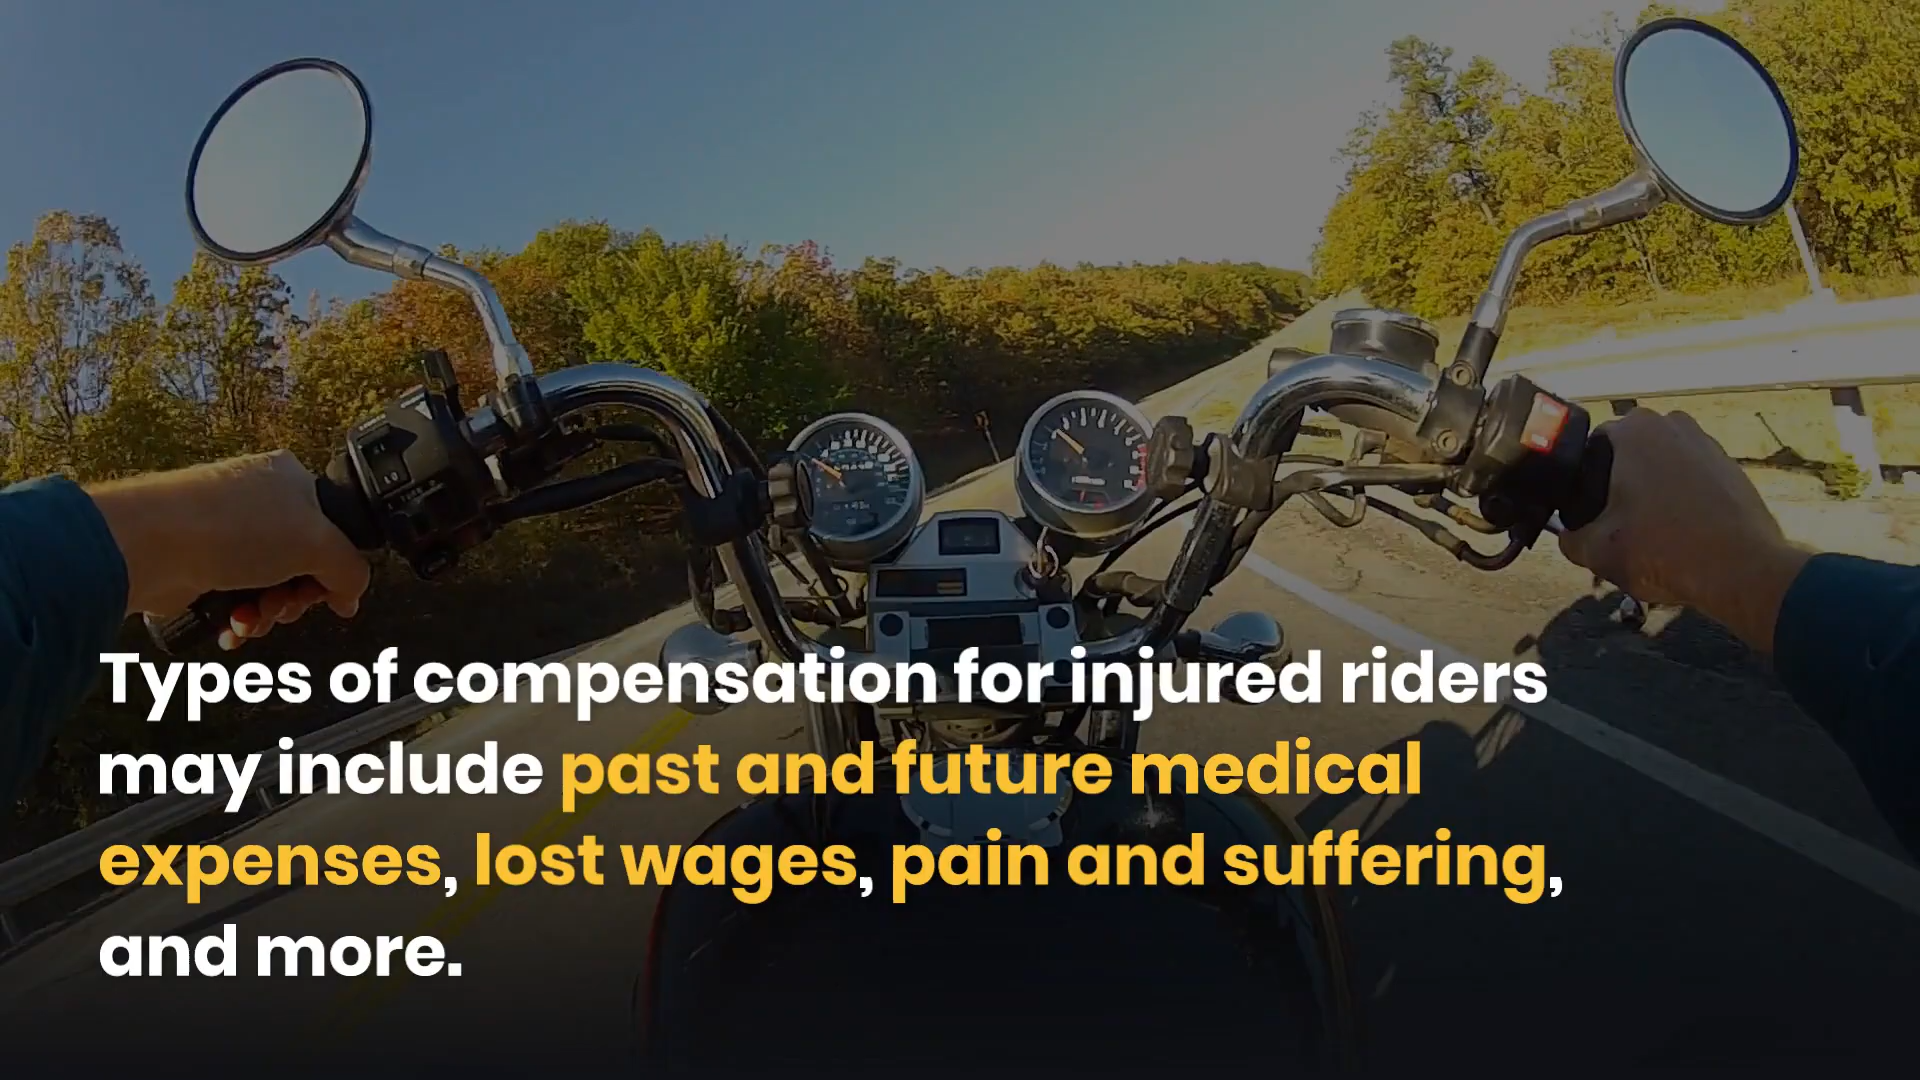 Types of compensation for injured riders
may include past and future medical
expenses, lost wages, pain and suffering,
and more.